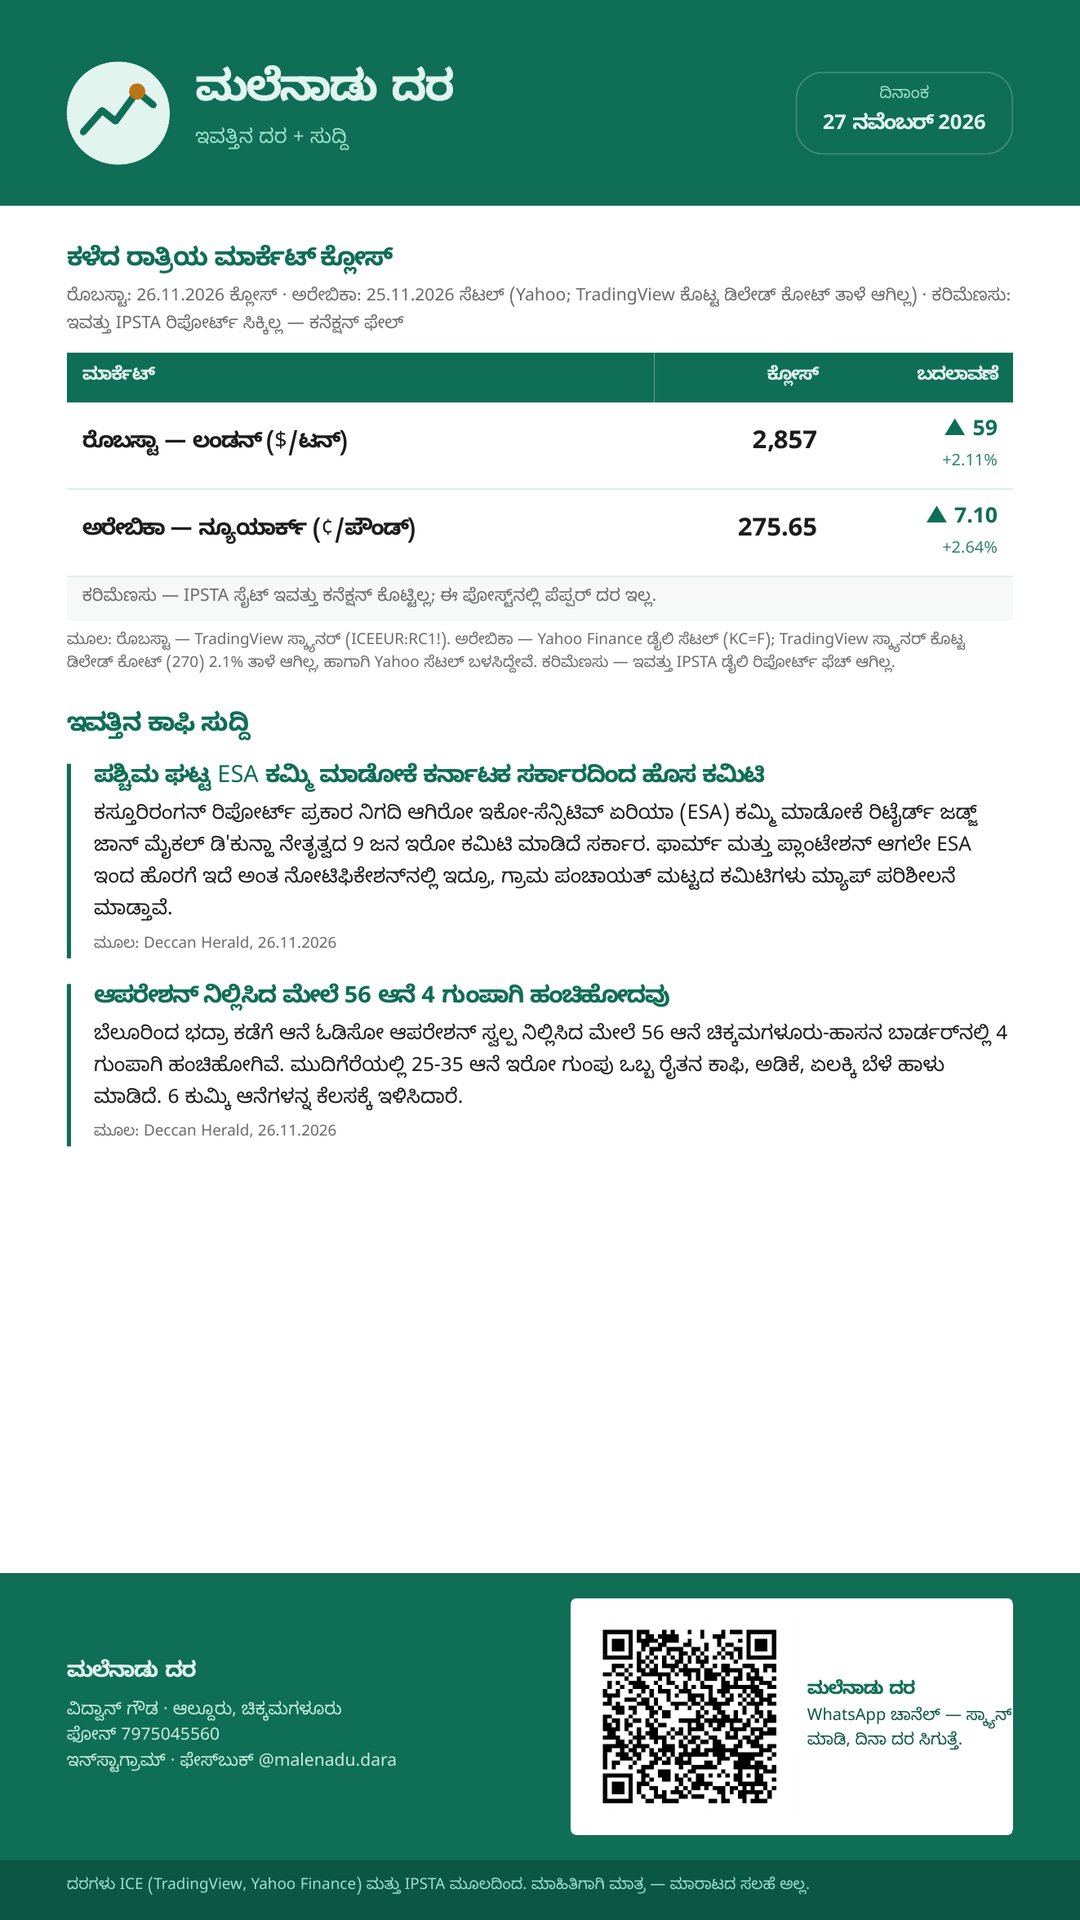 ಮಲೆನಾಡು ದರ
ಇವತ್ತಿನ ದರ + ಸುದ್ದಿ
ದಿನಾಂಕ
27 ನವೆಂಬರ್ 2026
ಕಳೆದ ರಾತ್ರಿಯ ಮಾರ್ಕೆಟ್ ಕ್ಲೋಸ್
ರೊಬಸ್ಟಾ: 26.11.2026 ಕ್ಲೋಸ್ · ಅರೇಬಿಕಾ: 25.11.2026 ಸೆಟಲ್ (Yahoo; TradingView ಕೊಟ್ಟ ಡಿಲೇಡ್ ಕೋಟ್ ತಾಳೆ ಆಗಿಲ್ಲ) · ಕರಿಮೆಣಸು:
ಇವತ್ತು IPSTA ರಿಪೋರ್ಟ್ ಸಿಕ್ಕಿಲ್ಲ — ಕನೆಕ್ಷನ್ ಫೇಲ್
ಮಾರ್ಕೆಟ್ ಕ್ಲೋಸ್ ಬದಲಾವಣೆ
ರೊಬಸ್ಟಾ — ಲಂಡನ್ ($/ಟನ್) 2,857 ▲ 59
+2.11%
ಅರೇಬಿಕಾ — ನ್ಯೂಯಾರ್ಕ್ (¢/ಪೌಂಡ್) 275.65 ▲ 7.10
+2.64%
ಕರಿಮೆಣಸು — IPSTA ಸೈಟ್ ಇವತ್ತು ಕನೆಕ್ಷನ್ ಕೊಟ್ಟಿಲ್ಲ; ಈ ಪೋಸ್ಟ್‌ನಲ್ಲಿ ಪೆಪ್ಪರ್ ದರ ಇಲ್ಲ.
ಮೂಲ: ರೊಬಸ್ಟಾ — TradingView ಸ್ಕ್ಯಾನರ್ (ICEEUR:RC1!). ಅರೇಬಿಕಾ — Yahoo Finance ಡೈಲಿ ಸೆಟಲ್ (KC=F); TradingView ಸ್ಕ್ಯಾನರ್ ಕೊಟ್ಟ
ಡಿಲೇಡ್ ಕೋಟ್ (270) 2.1% ತಾಳೆ ಆಗಿಲ್ಲ, ಹಾಗಾಗಿ Yahoo ಸೆಟಲ್ ಬಳಸಿದ್ದೇವೆ. ಕರಿಮೆಣಸು — ಇವತ್ತು IPSTA ಡೈಲಿ ರಿಪೋರ್ಟ್ ಫೆಚ್ ಆಗಿಲ್ಲ.
ಇವತ್ತಿನ ಕಾಫಿ ಸುದ್ದಿ
ಪಶ್ಚಿಮ ಘಟ್ಟ ESA ಕಮ್ಮಿ ಮಾಡೋಕೆ ಕರ್ನಾಟಕ ಸರ್ಕಾರದಿಂದ ಹೊಸ ಕಮಿಟಿ
ಕಸ್ತೂರಿರಂಗನ್ ರಿಪೋರ್ಟ್ ಪ್ರಕಾರ ನಿಗದಿ ಆಗಿರೋ ಇಕೋ-ಸೆನ್ಸಿಟಿವ್ ಏರಿಯಾ (ESA) ಕಮ್ಮಿ ಮಾಡೋಕೆ ರಿಟೈರ್ಡ್ ಜಡ್ಜ್
ಜಾನ್ ಮೈಕಲ್ ಡಿ'ಕುನ್ಹಾ ನೇತೃತ್ವದ 9 ಜನ ಇರೋ ಕಮಿಟಿ ಮಾಡಿದೆ ಸರ್ಕಾರ. ಫಾರ್ಮ್ ಮತ್ತು ಪ್ಲಾಂಟೇಶನ್ ಆಗಲೇ ESA
ಇಂದ ಹೊರಗೆ ಇದೆ ಅಂತ ನೋಟಿಫಿಕೇಶನ್‌ನಲ್ಲಿ ಇದ್ರೂ, ಗ್ರಾಮ ಪಂಚಾಯತ್ ಮಟ್ಟದ ಕಮಿಟಿಗಳು ಮ್ಯಾಪ್ ಪರಿಶೀಲನೆ
ಮಾಡ್ತಾವೆ.
ಮೂಲ: Deccan Herald, 26.11.2026
ಆಪರೇಶನ್ ನಿಲ್ಲಿಸಿದ ಮೇಲೆ 56 ಆನೆ 4 ಗುಂಪಾಗಿ ಹಂಚಿಹೋದವು
ಬೆಲೂರಿಂದ ಭದ್ರಾ ಕಡೆಗೆ ಆನೆ ಓಡಿಸೋ ಆಪರೇಶನ್ ಸ್ವಲ್ಪ ನಿಲ್ಲಿಸಿದ ಮೇಲೆ 56 ಆನೆ ಚಿಕ್ಕಮಗಳೂರು-ಹಾಸನ ಬಾರ್ಡರ್‌ನಲ್ಲಿ 4
ಗುಂಪಾಗಿ ಹಂಚಿಹೋಗಿವೆ. ಮುದಿಗೆರೆಯಲ್ಲಿ 25-35 ಆನೆ ಇರೋ ಗುಂಪು ಒಬ್ಬ ರೈತನ ಕಾಫಿ, ಅಡಿಕೆ, ಏಲಕ್ಕಿ ಬೆಳೆ ಹಾಳು
ಮಾಡಿದೆ. 6 ಕುಮ್ಕಿ ಆನೆಗಳನ್ನ ಕೆಲಸಕ್ಕೆ ಇಳಿಸಿದಾರೆ.
ಮೂಲ: Deccan Herald, 26.11.2026
ಮಲೆನಾಡು ದರ
ವಿದ್ವಾನ್ ಗೌಡ · ಆಲ್ದೂರು, ಚಿಕ್ಕಮಗಳೂರು
ಫೋನ್ 7975045560
ಇನ್‌ಸ್ಟಾಗ್ರಾಮ್ · ಫೇಸ್‌ಬುಕ್ @malenadu.dara
ಮಲೆನಾಡು ದರ
WhatsApp ಚಾನೆಲ್ — ಸ್ಕ್ಯಾನ್
ಮಾಡಿ, ದಿನಾ ದರ ಸಿಗುತ್ತೆ.
ದರಗಳು ICE (TradingView, Yahoo Finance) ಮತ್ತು IPSTA ಮೂಲದಿಂದ. ಮಾಹಿತಿಗಾಗಿ ಮಾತ್ರ — ಮಾರಾಟದ ಸಲಹೆ ಅಲ್ಲ.